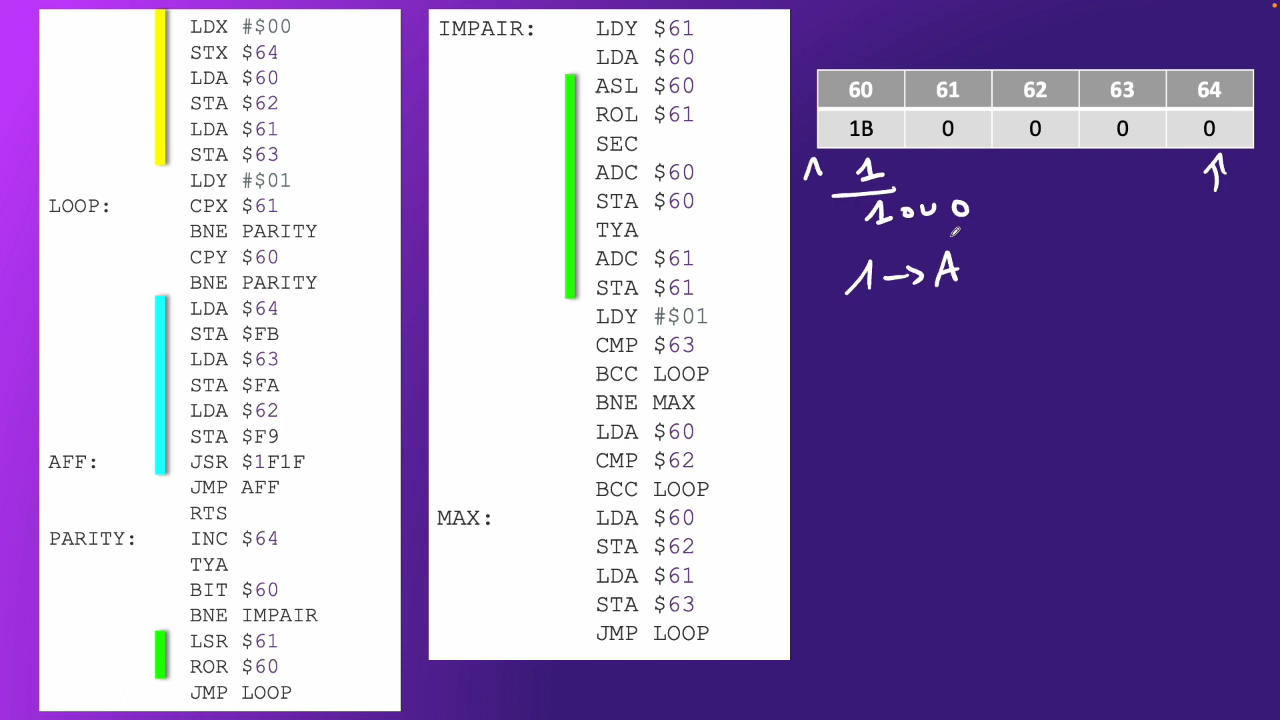 LDX #$00
STX $64
LDA $60
STA $62
LDA $61
STA $63
LDY #$01
LOOP: CPX $61
BNE PARITY
CPY $60
BNE PARITY
LDA $64
STA $FB
LDA $63
STA $FA
LDA $62
STA $F9
AFF: JSR $1F1F
JMP AFF
RTS
PARITY: INC $64
TYA
BIT $60
BNE IMPAIR
LSR $61
ROR $60
JMP LOOP
IMPAIR: LDY $61
LDA $60
ASL $60
ROL $61
SEC
ADC $60
STA $60
TYA
ADC $61
STA $61
LDY #$01
CMP $63
BCC LOOP
BNE MAX
LDA $60
CMP $62
BCC LOOP
MAX: LDA $60
STA $62
LDA $61
STA $63
JMP LOOP
60 61 62 63 64
1B 0 0 0 0
1
1 ou 0
1 → A